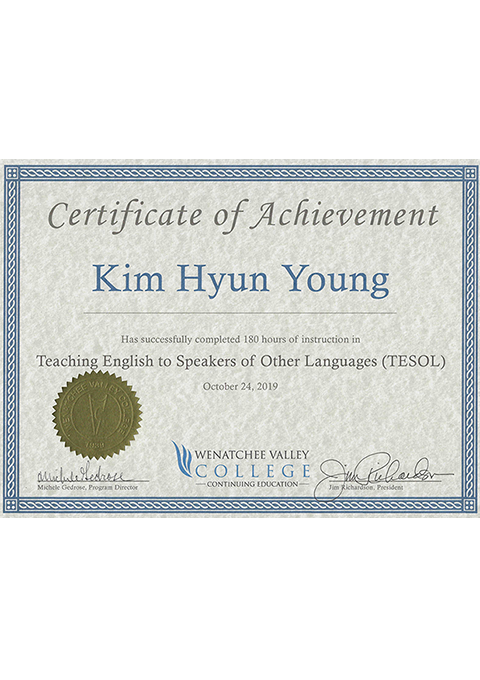 Certificate of Achievement
Kim Hyun Young
Has successfully completed 180 hours of instruction in
Teaching English to Speakers of Other Languages (TESOL)
October 24, 2019
WENATCHEE VALLEY
COLLEGE
CONTINUING EDUCATION
Michele Gedrose
Michele Gedrose, Program Director
Jim Richardson
Jim Richardson, President